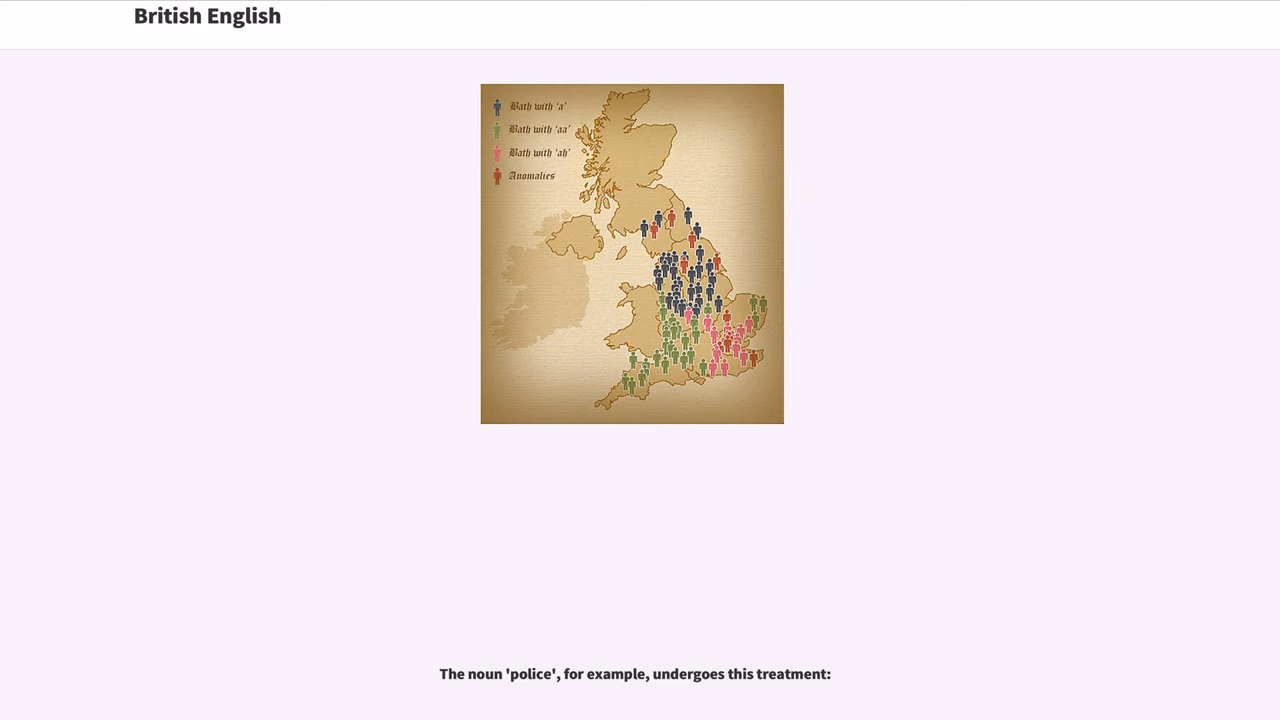 British English
Bath with 'a'
Bath with 'aa'
Bath with 'ah'
Anomalies
The noun 'police', for example, undergoes this treatment: